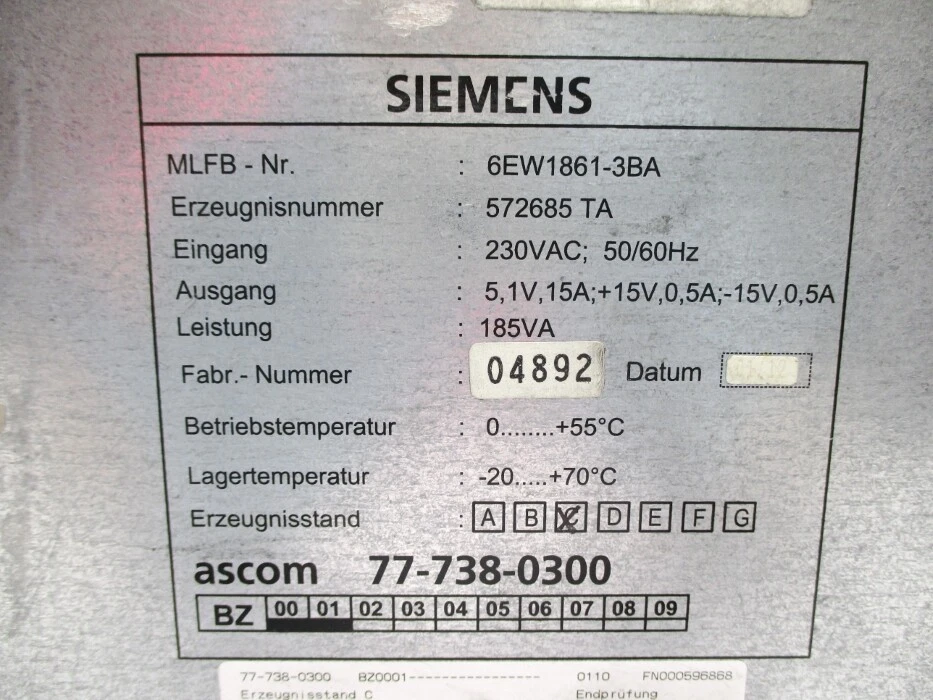 SIEMENS
MLFB - Nr. : 6EW1861-3BA
Erzeugnisnummer : 572685 TA
Eingang : 230VAC; 50/60Hz
Ausgang : 5,1V,15A;+15V,0,5A;-15V,0,5A
Leistung : 185VA
Fabr.- Nummer : 04892 Datum
Betriebstemperatur : 0........+55°C
Lagertemperatur : -20.....+70°C
Erzeugnisstand : A B C D E F G
ascom 77-738-0300
BZ 00 01 02 03 04 05 06 07 08 09
77-738-0300 BZ0001---------------- 0110 FN000596868
Erzeugnisstand C Endprüfung